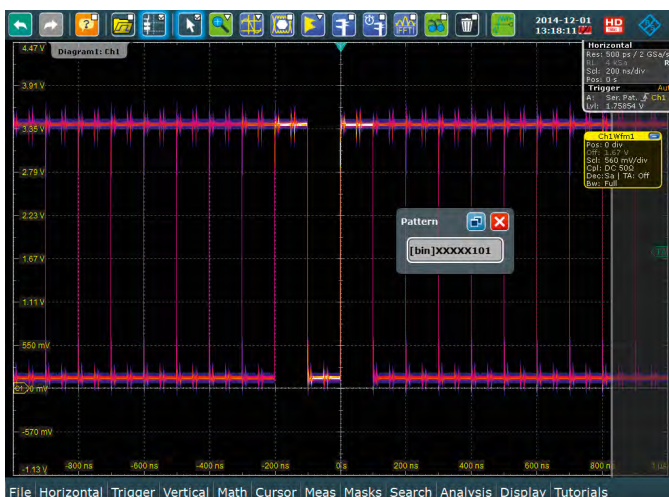 2014-12-01
13:18:11
HD
?
FFT
Diagram1: Ch1
4.47 V
3.91 V
3.35 V
2.79 V
2.23 V
1.67 V
1.11 V
550 mV
-570 mV
-1.13 V
-800 ns
-600 ns
-400 ns
-200 ns
0 s
200 ns
400 ns
600 ns
800 n
Horizontal
Res: 500 ps / 2 GSa/s
RL: 4 kSa
Scl: 200 ns/div
Pos: 0 s
Trigger Aut
A: Ser. Pat. Ch1
Lvl: 1.75854 V
Ch1Wfm1
Pos: 0 div
Off: 1.67 V
Scl: 560 mV/div
Cpl: DC 50Ω
Dec:Sa | TA: Off
Bw: Full
Pattern
[bin]XXXXX101
File Horizontal Trigger Vertical Math Cursor Meas Masks Search Analysis Display Tutorials